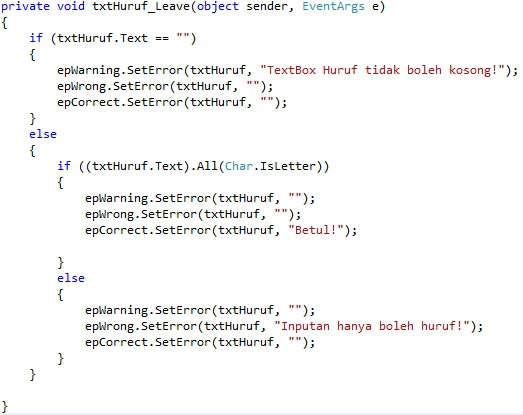 private void txtHuruf_Leave(object sender, EventArgs e)
{
    if (txtHuruf.Text == "")
    {
        epWarning.SetError(txtHuruf, "TextBox Huruf tidak boleh kosong!");
        epWrong.SetError(txtHuruf, "");
        epCorrect.SetError(txtHuruf, "");
    }
    else
    {
        if ((txtHuruf.Text).All(Char.IsLetter))
        {
            epWarning.SetError(txtHuruf, "");
            epWrong.SetError(txtHuruf, "");
            epCorrect.SetError(txtHuruf, "Betul!");

        }
        else
        {
            epWarning.SetError(txtHuruf, "");
            epWrong.SetError(txtHuruf, "Inputan hanya boleh huruf!");
            epCorrect.SetError(txtHuruf, "");
        }
    }

}